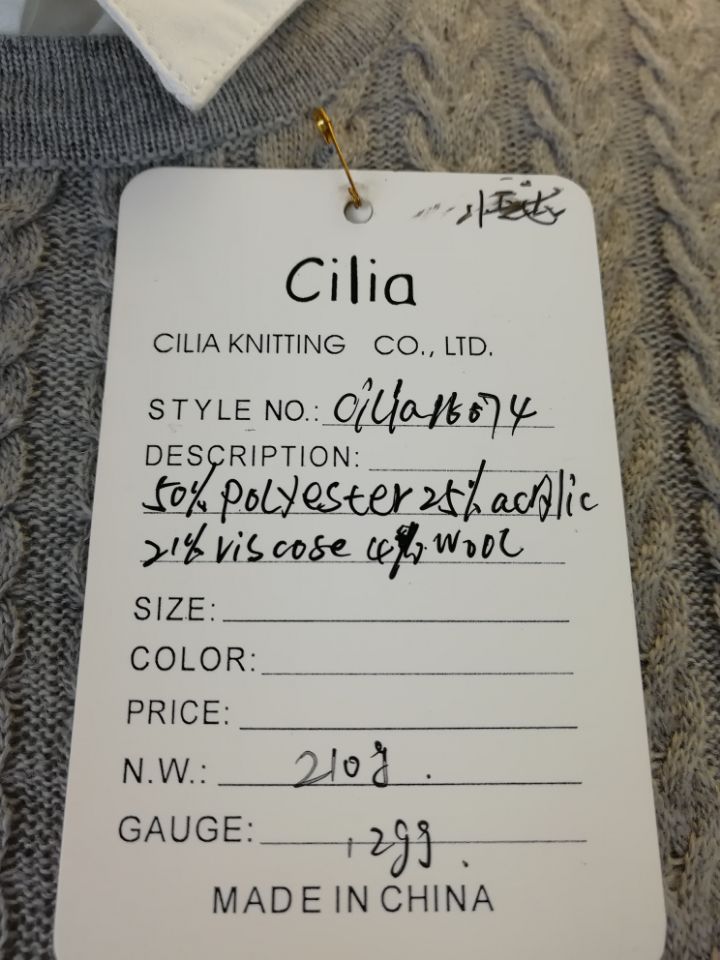 Cilia
CILIA KNITTING CO., LTD.
STYLE NO.: cilia16074
DESCRIPTION:
50% polyester 25% acrylic
21% viscose 4% wool
SIZE:
COLOR:
PRICE:
N.W.: 210g.
GAUGE: 12gg.
MADE IN CHINA